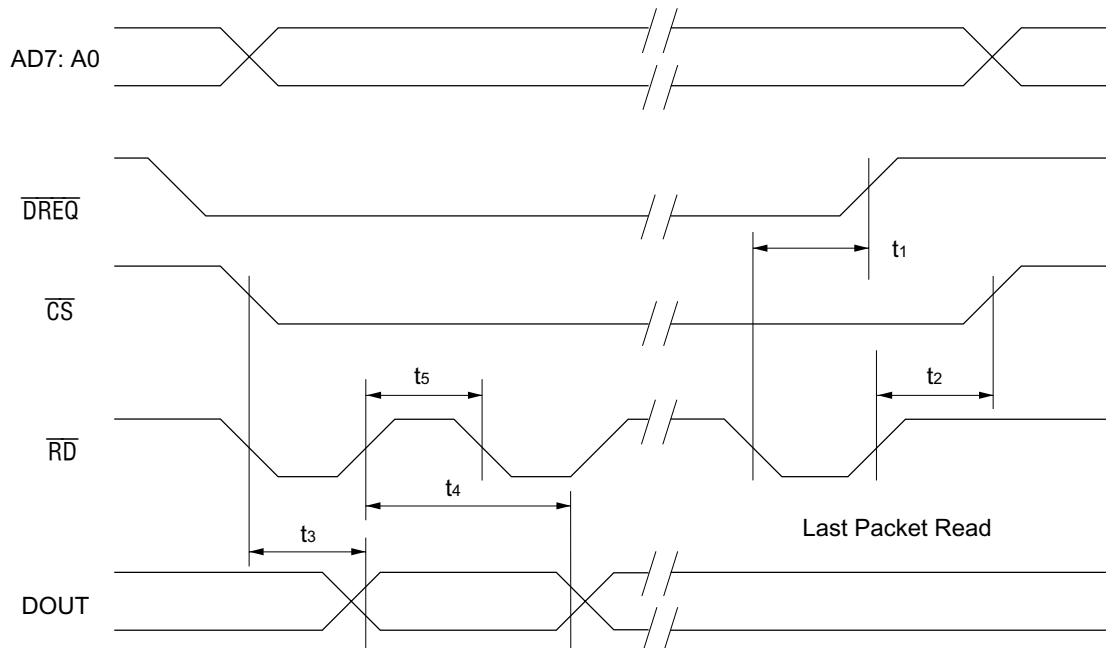 AD7: A0
DREQ
t1
CS
t2
t5
RD
t4
Last Packet Read
t3
DOUT